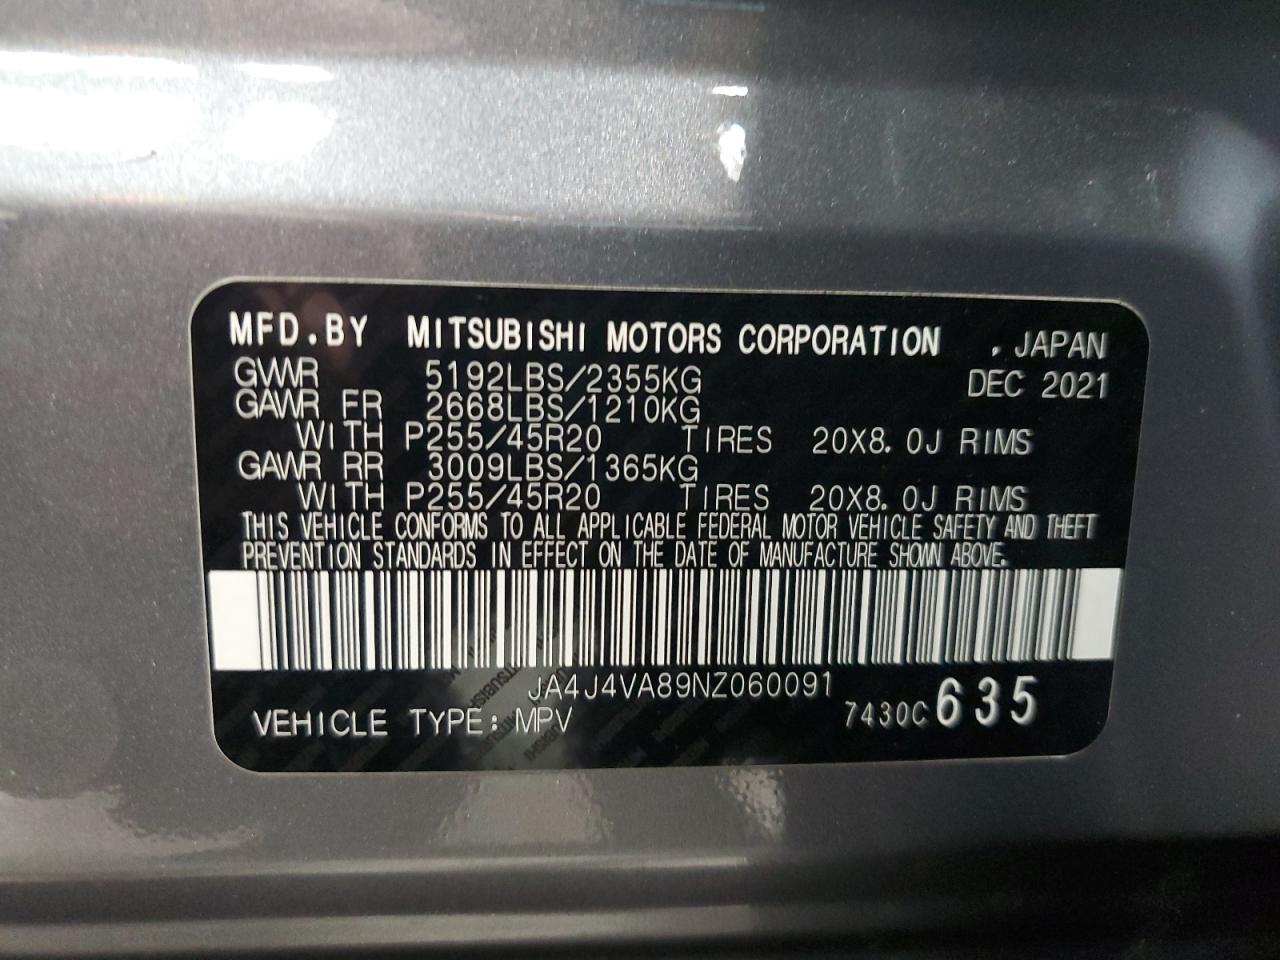 MFD.BY MITSUBISHI MOTORS CORPORATION , JAPAN
GVWR 5192LBS/2355KG DEC 2021
GAWR FR 2668LBS/1210KG
WITH P255/45R20 TIRES 20X8.0J RIMS
GAWR RR 3009LBS/1365KG
WITH P255/45R20 TIRES 20X8.0J RIMS
THIS VEHICLE CONFORMS TO ALL APPLICABLE FEDERAL MOTOR VEHICLE SAFETY AND THEFT
PREVENTION STANDARDS IN EFFECT ON THE DATE OF MANUFACTURE SHOWN ABOVE.
JA4J4VA89NZ060091
VEHICLE TYPE: MPV 7430C635